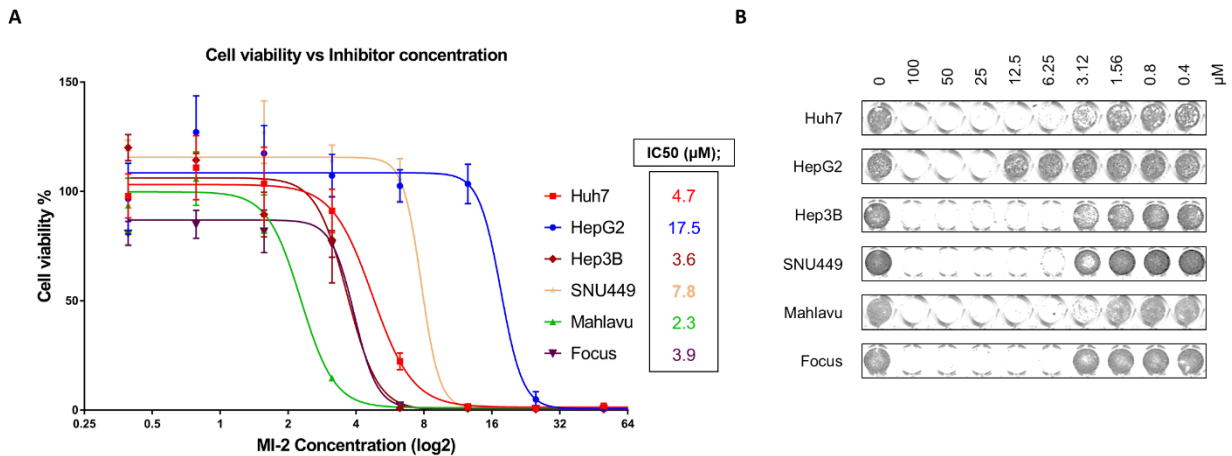 A
Cell viability vs Inhibitor concentration
Cell viability %
150
100
50
0
0.25 0.5 1 2 4 8 16 32 64
MI-2 Concentration (log2)
IC50 (µM);
Huh7 4.7
HepG2 17.5
Hep3B 3.6
SNU449 7.8
Mahlavu 2.3
Focus 3.9
B
0 100 50 25 12.5 6.25 3.12 1.56 0.8 0.4 µM
Huh7
HepG2
Hep3B
SNU449
Mahlavu
Focus